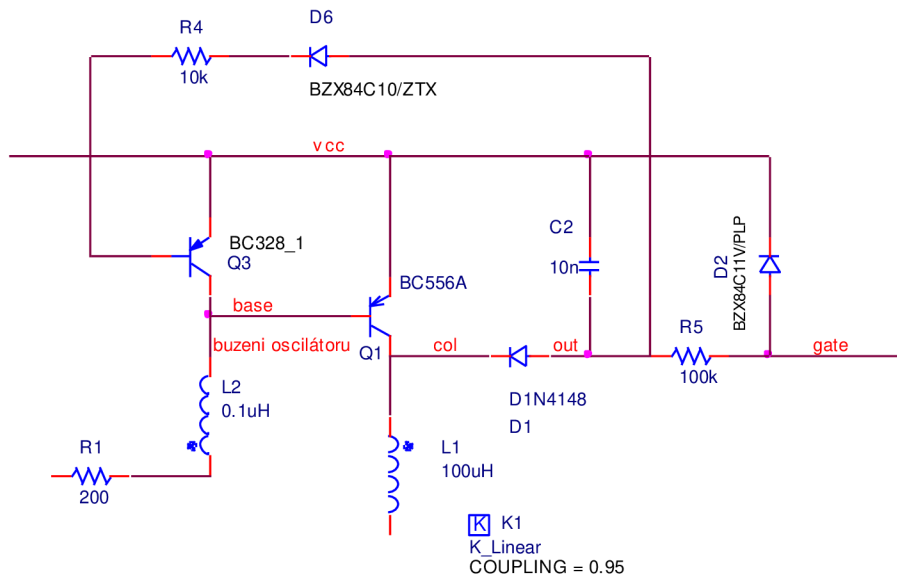 D6
R4
10k
BZX84C10/ZTX
vcc
BC328_1
Q3
C2
10n
D2
BZX84C11V/PLP
BC556A
base
R5
buzeni oscilátoru
Q1
col
out
gate
100k
L2
0.1uH
D1N4148
D1
R1
200
L1
100uH
K K1
K_Linear
COUPLING = 0.95